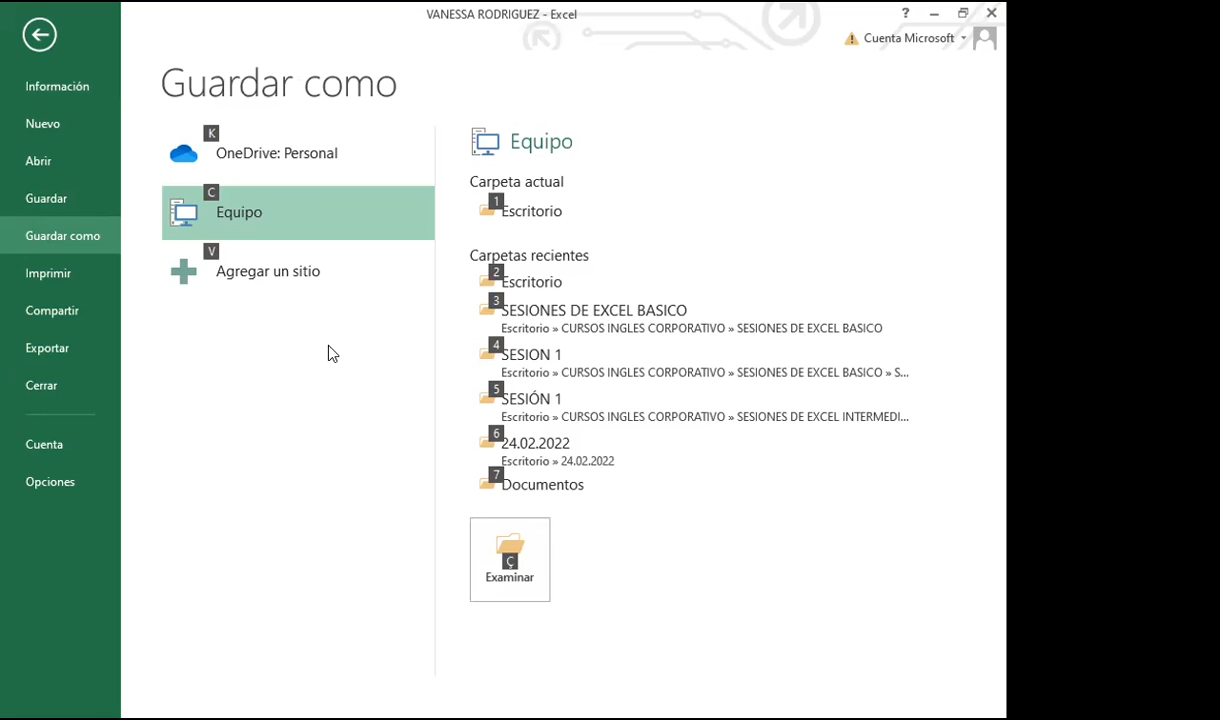 VANESSA RODRIGUEZ - Excel
?
Cuenta Microsoft
Información
Nuevo
Abrir
Guardar
Guardar como
Imprimir
Compartir
Exportar
Cerrar
Cuenta
Opciones
Guardar como
K
OneDrive: Personal
C
Equipo
V
Agregar un sitio
Equipo
Carpeta actual
1
Escritorio
Carpetas recientes
2
Escritorio
3
SESIONES DE EXCEL BASICO
Escritorio » CURSOS INGLES CORPORATIVO » SESIONES DE EXCEL BASICO
4
SESION 1
Escritorio » CURSOS INGLES CORPORATIVO » SESIONES DE EXCEL BASICO » S...
5
SESIÓN 1
Escritorio » CURSOS INGLES CORPORATIVO » SESIONES DE EXCEL INTERMEDI...
6
24.02.2022
Escritorio » 24.02.2022
7
Documentos
Ç
Examinar